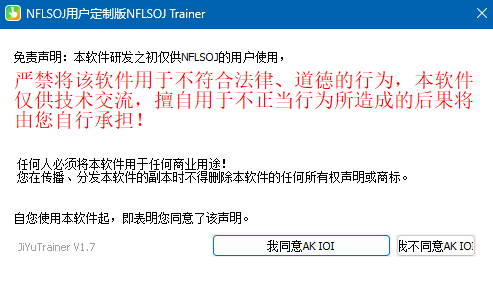 NFLSOJ用户定制版NFLSOJ Trainer
免责声明：本软件研发之初仅供NFLSOJ的用户使用，
严禁将该软件用于不符合法律、道德的行为，本软件
仅供技术交流，擅自用于不正当行为所造成的后果将
由您自行承担！
任何人必须将本软件用于任何商业用途！
您在传播、分发本软件的副本时不得删除本软件的任何所有权声明或商标。
自您使用本软件起，即表明您同意了该声明。
JiYuTrainer V1.7
我同意AK IOI
我不同意AK IOI